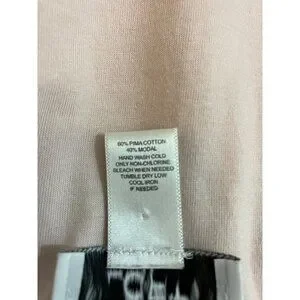 60% PIMA COTTON
40% MODAL
HAND WASH COLD
ONLY NON-CHLORINE
BLEACH WHEN NEEDED
TUMBLE DRY LOW
COOL IRON
IF NEEDED